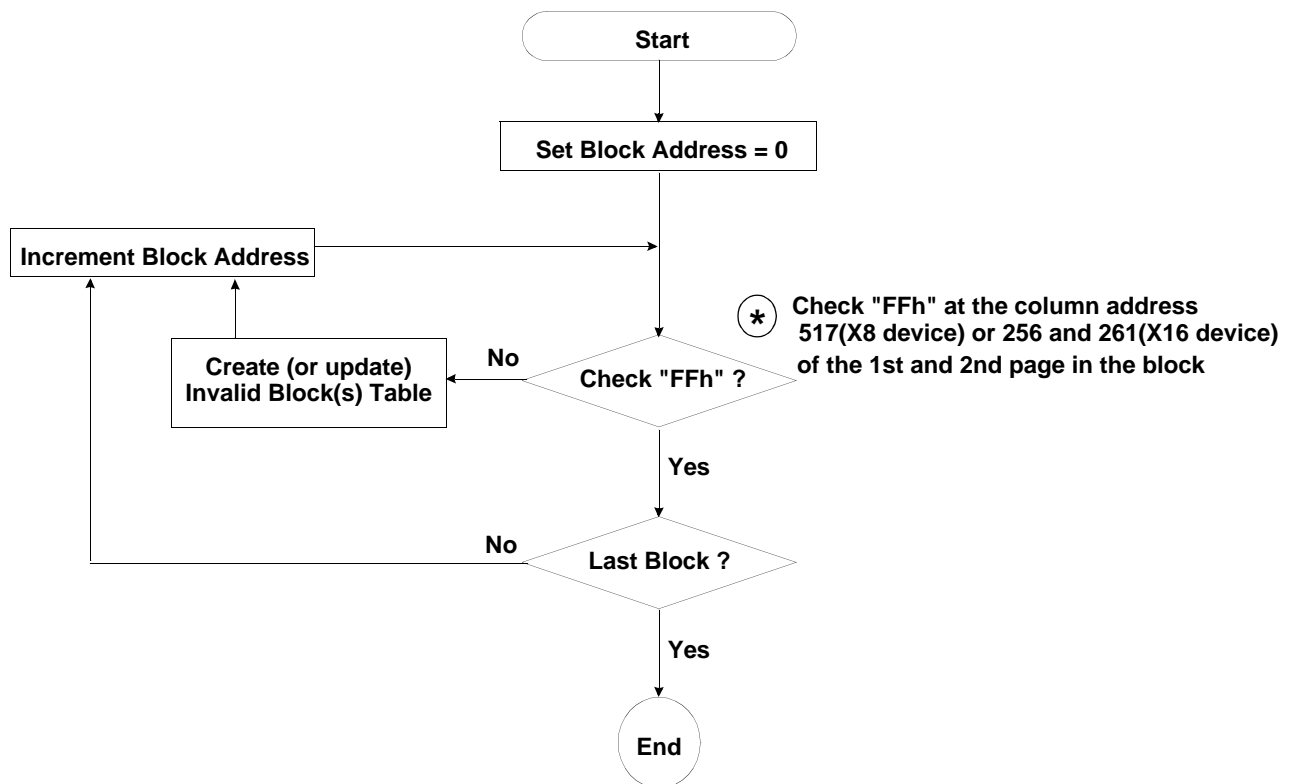 Start
Set Block Address = 0
Increment Block Address
* Check "FFh" at the column address
517(X8 device) or 256 and 261(X16 device)
of the 1st and 2nd page in the block
No
Create (or update)
Invalid Block(s) Table
Check "FFh" ?
Yes
No
Last Block ?
Yes
End